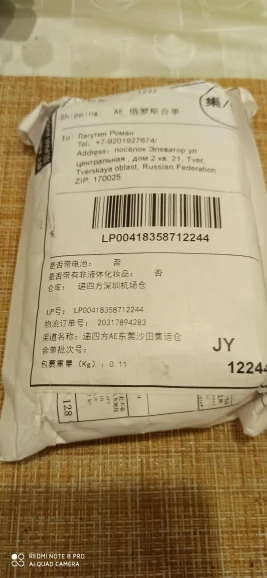 Shipping: AE 俄罗斯合单
集
To: Лагутин Роман
Tel: +7-9201927874/
Address: посёлок Элеватор ул
центральная , дом 2 кв. 21, Tver,
Tverskaya oblast, Russian Federation
ZIP: 170025
LP00418358712244
是否带电池： 否
是否带有非液体化妆品： 否
仓库： 递四方深圳机场仓
LP号： LP00418358712244
物流订单号： 20317894283
渠道名称： 递四方AE东莞沙田集运仓
合单批次号：
JY
包裹重量（Kg）： 0.11
12244
128
REDMI NOTE 8 PRO
AI QUAD CAMERA